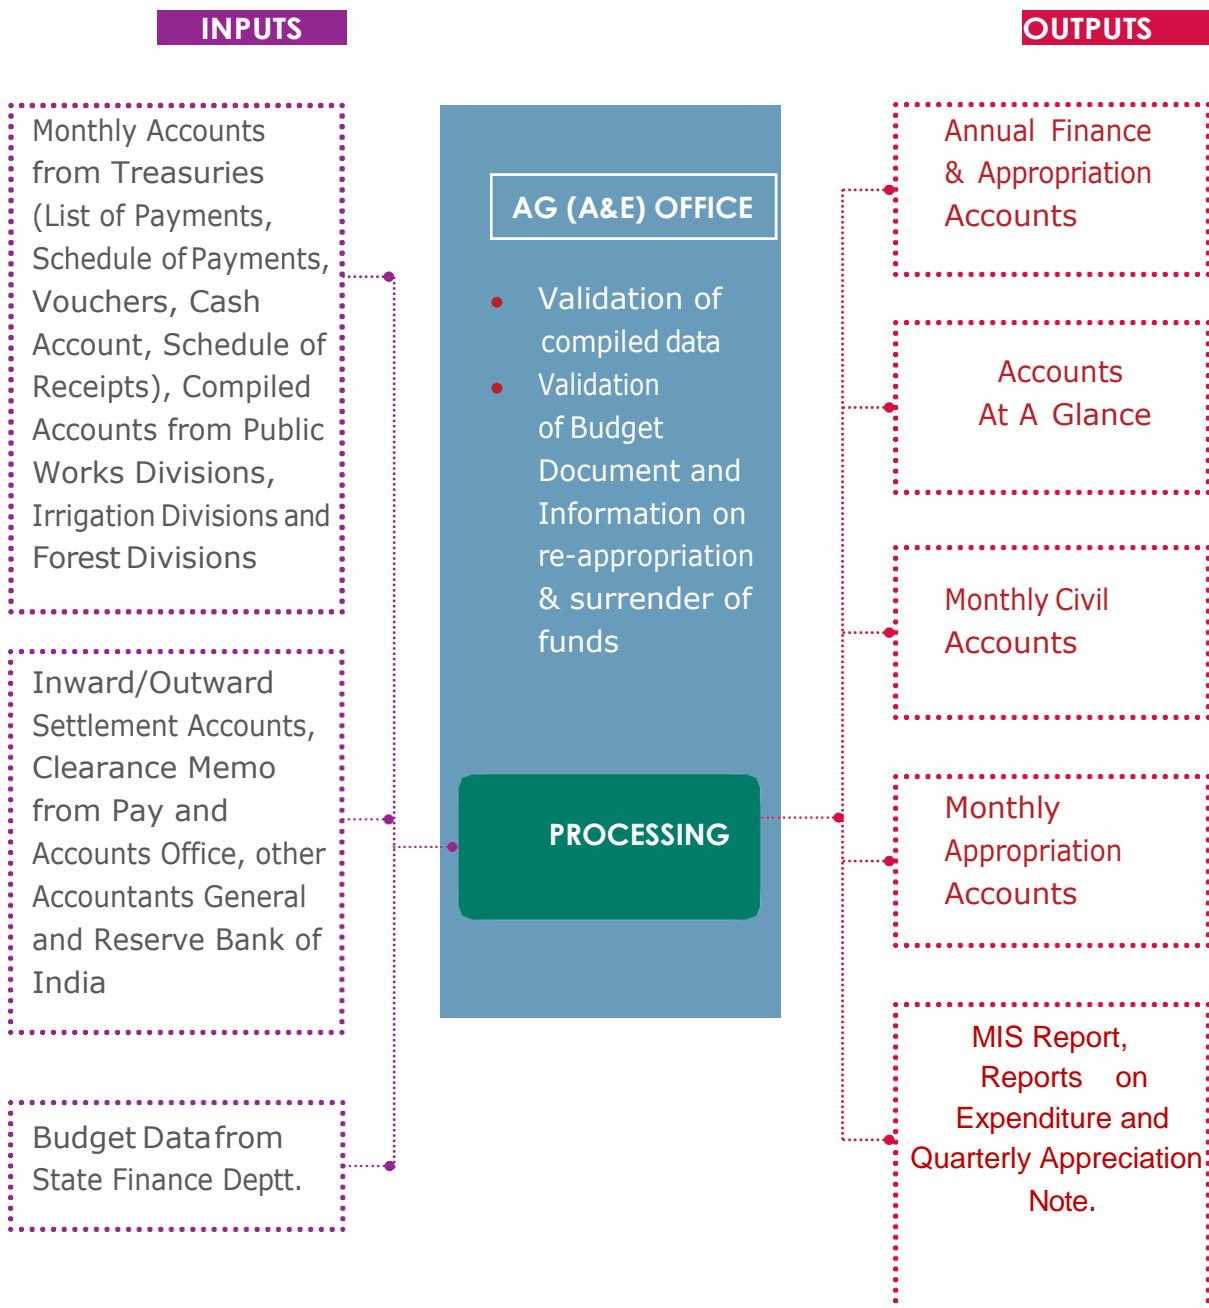 INPUTS
OUTPUTS
Monthly Accounts
from Treasuries
(List of Payments,
Schedule of Payments,
Vouchers, Cash
Account, Schedule of
Receipts), Compiled
Accounts from Public
Works Divisions,
Irrigation Divisions and
Forest Divisions
Inward/Outward
Settlement Accounts,
Clearance Memo
from Pay and
Accounts Office, other
Accountants General
and Reserve Bank of
India
Budget Data from
State Finance Deptt.
AG (A&E) OFFICE
• Validation of
compiled data
• Validation
of Budget
Document and
Information on
re-appropriation
& surrender of
funds
PROCESSING
Annual Finance
& Appropriation
Accounts
Accounts
At A Glance
Monthly Civil
Accounts
Monthly
Appropriation
Accounts
MIS Report,
Reports on
Expenditure and
Quarterly Appreciation
Note.